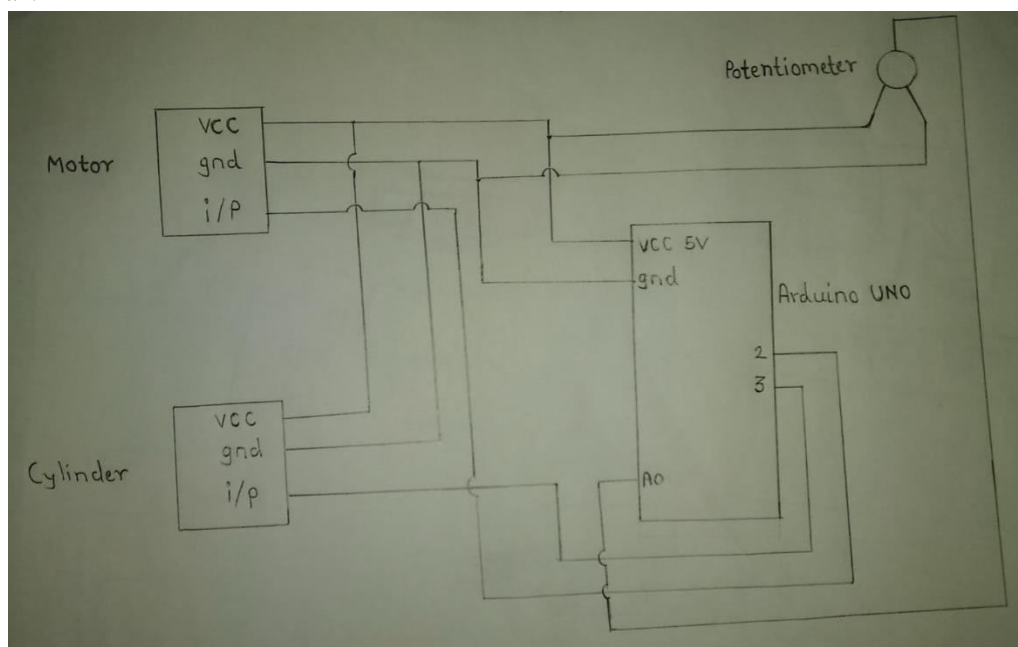 Potentiometer
Motor
VCC
gnd
i/P
VCC 5V
gnd
Arduino UNO
2
3
A0
Cylinder
VCC
gnd
i/p